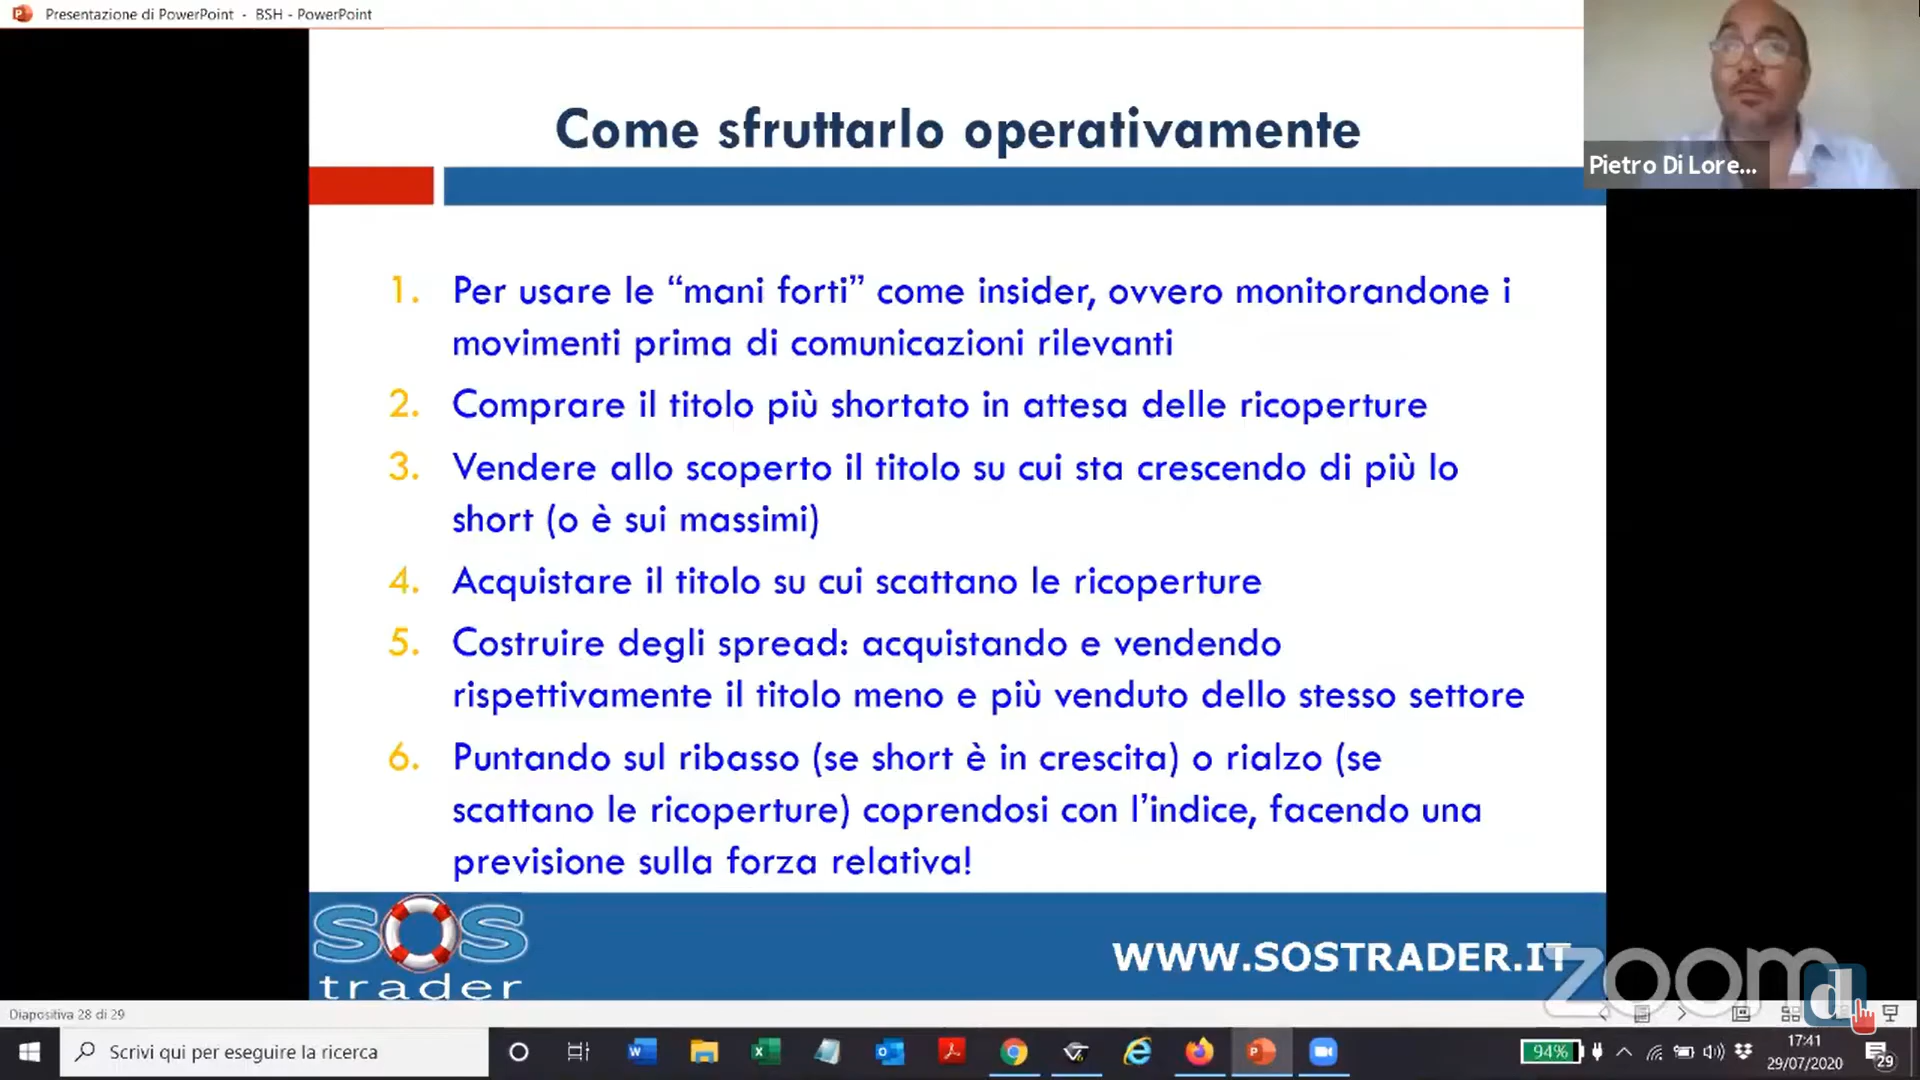 Presentazione di PowerPoint - BSH - PowerPoint
Come sfruttarlo operativamente
Pietro Di Lore...
1. Per usare le “mani forti” come insider, ovvero monitorandone i
movimenti prima di comunicazioni rilevanti
2. Comprare il titolo più shortato in attesa delle ricoperture
3. Vendere allo scoperto il titolo su cui sta crescendo di più lo
short (o è sui massimi)
4. Acquistare il titolo su cui scattano le ricoperture
5. Costruire degli spread: acquistando e vendendo
rispettivamente il titolo meno e più venduto dello stesso settore
6. Puntando sul ribasso (se short è in crescita) o rialzo (se
scattano le ricoperture) coprendosi con l’indice, facendo una
previsione sulla forza relativa!
SOS
trader
WWW.SOSTRADER.IT
zoom
d
Diapositiva 28 di 29
Scrivi qui per eseguire la ricerca
94%
17:41
29/07/2020
29